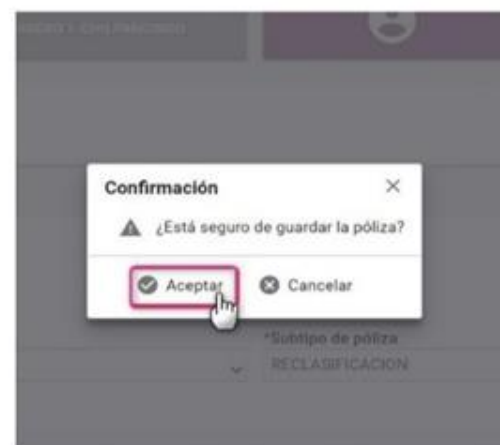 Confirmación
¿Está seguro de guardar la póliza?
Aceptar
Cancelar
*Subtipo de póliza
RECLASIFICACION